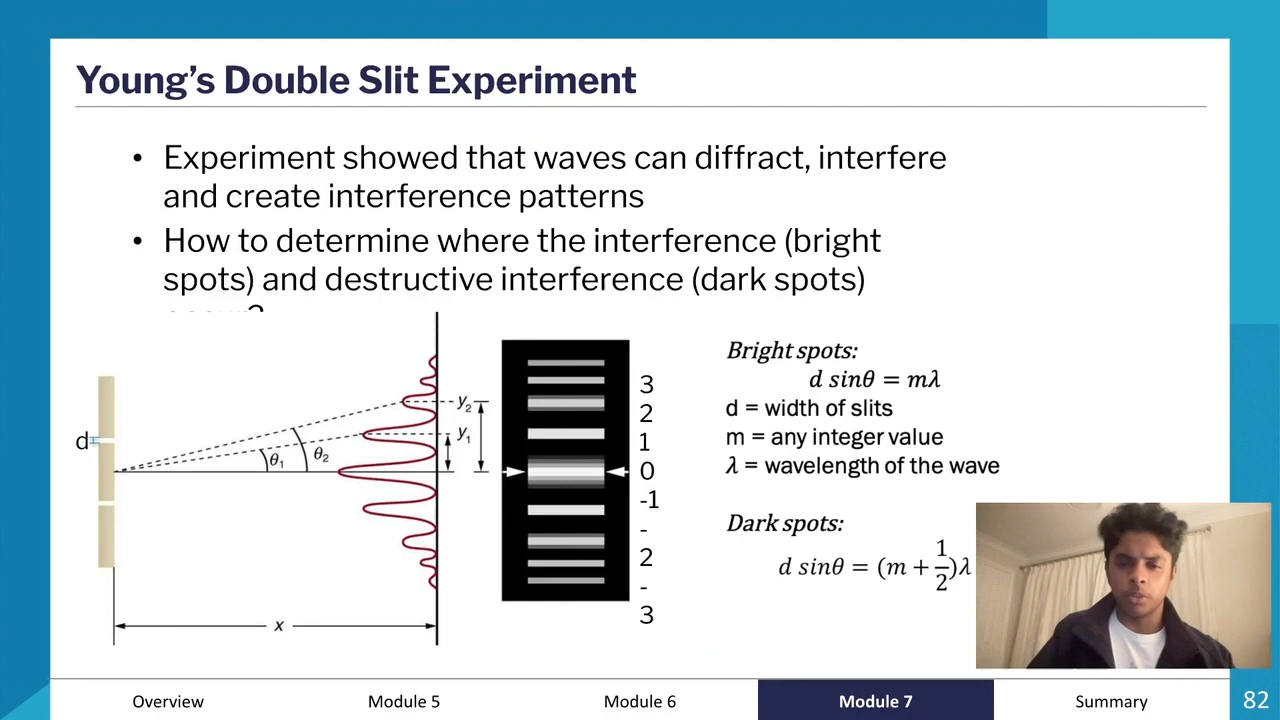 Young's Double Slit Experiment
• Experiment showed that waves can diffract, interfere
and create interference patterns
• How to determine where the interference (bright
spots) and destructive interference (dark spots)
occur?
d
θ₁
θ₂
y₂
y₁
x
3
2
1
0
-1
-
2
-
3
Bright spots:
d sinθ = mλ
d = width of slits
m = any integer value
λ = wavelength of the wave
Dark spots:
d sinθ = (m + 1/2)λ
Overview Module 5 Module 6 Module 7 Summary 82